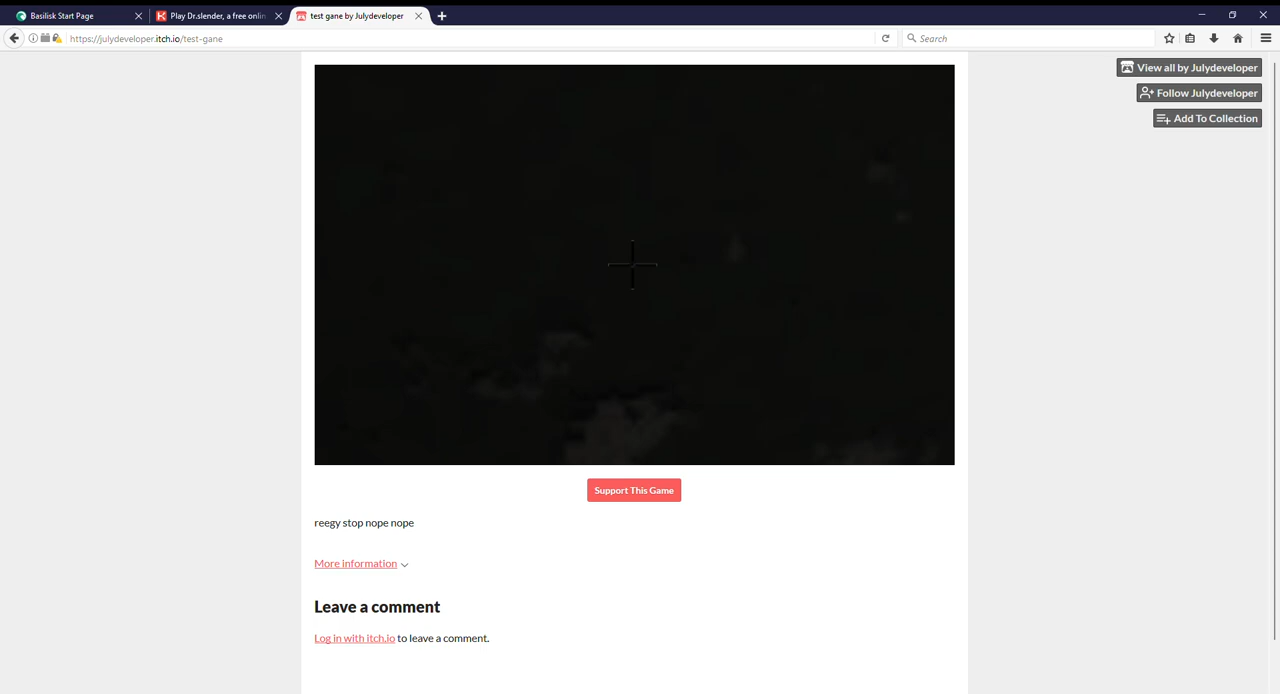 Basilisk Start Page
Play Dr.slender, a free onlin
test gane by Julydeveloper
https://julydeveloper.itch.io/test-gane
Search
View all by Julydeveloper
Follow Julydeveloper
Add To Collection
Support This Game
reegy stop nope nope
More information
Leave a comment
Log in with itch.io to leave a comment.